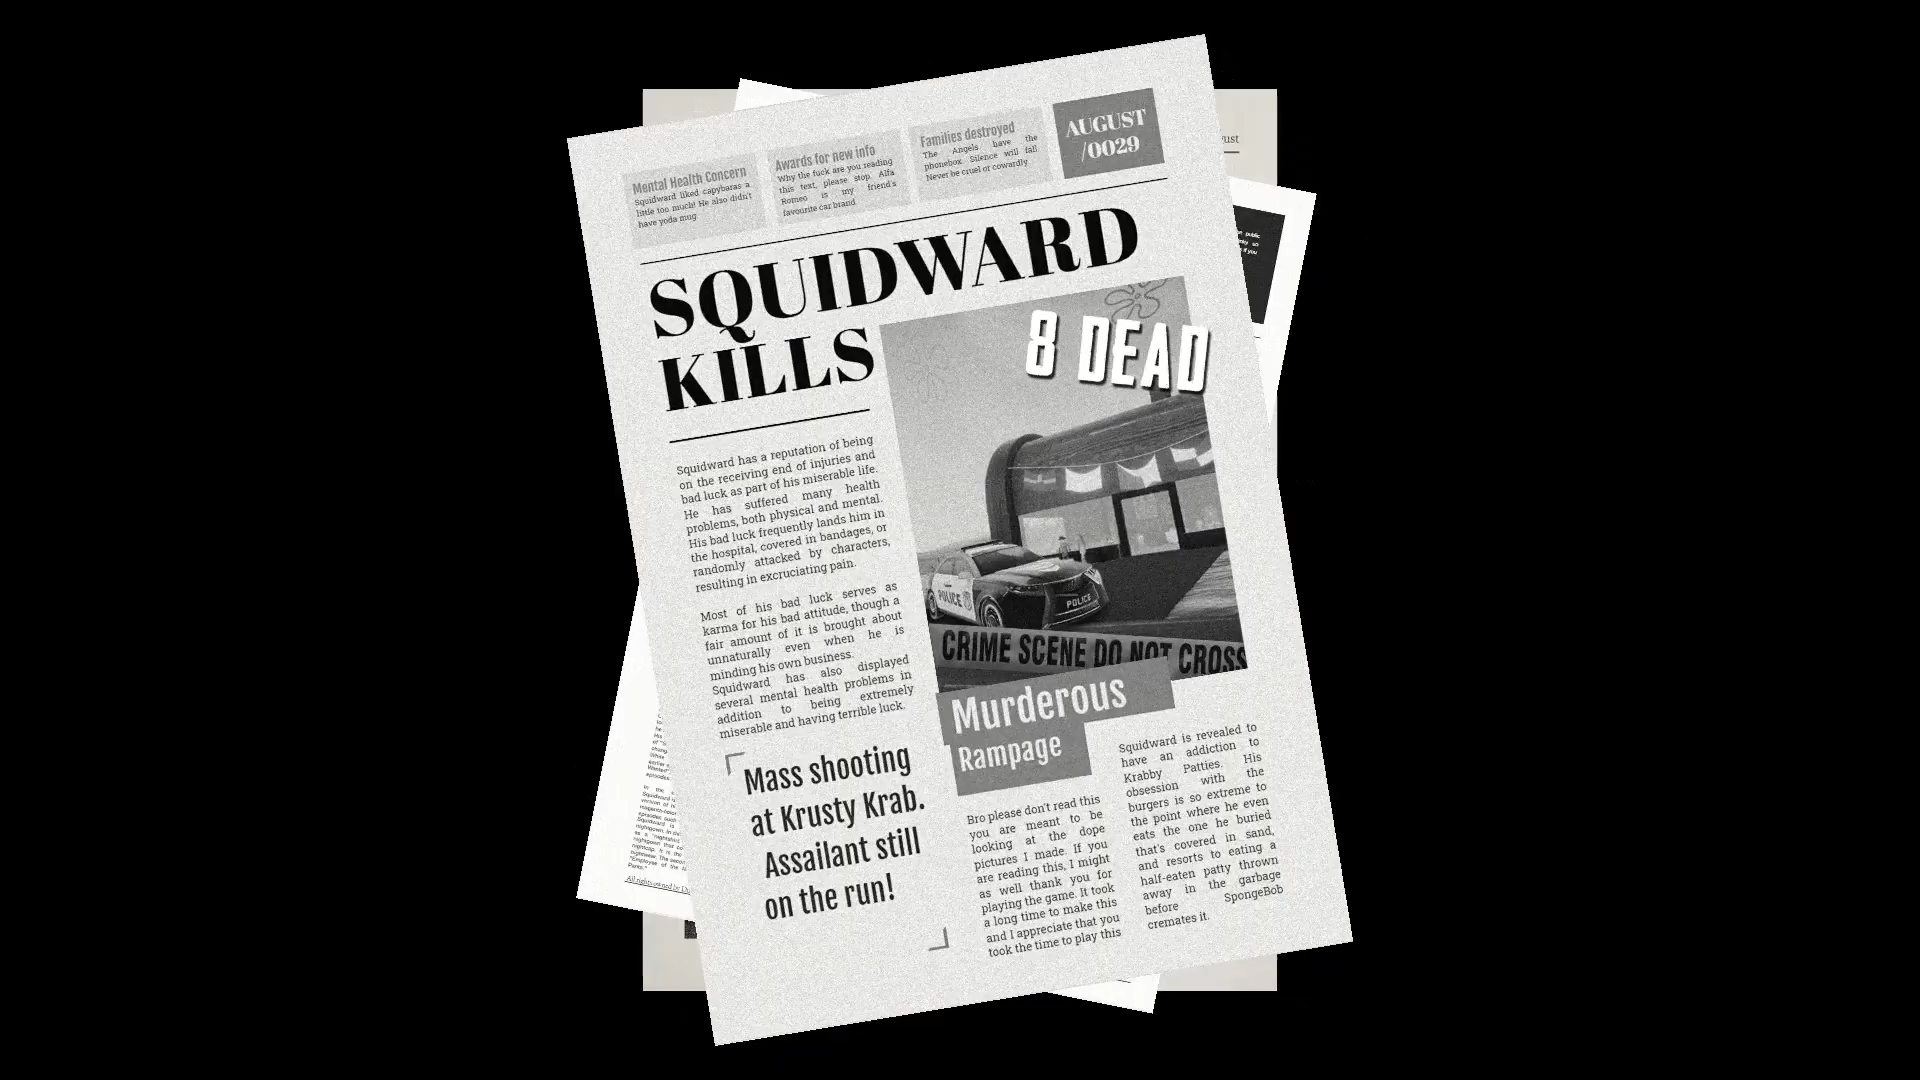 Mental Health Concern
Squidward liked capybaras a
little too much! He also didn't
have yoda mug
Awards for new info
Why the fuck are you reading
this text, please stop. Alfa
Romeo is my friend's
favourite car brand
Families destroyed
The Angels have the
phonebox. Silence will fall
Never be cruel or cowardly
AUGUST
/0029
ust
SQUIDWARD
KILLS
8 DEAD
POLICE
POLICE
CRIME SCENE DO NOT CROSS
Squidward has a reputation of being
on the receiving end of injuries and
bad luck as part of his miserable life.
He has suffered many health
problems, both physical and mental.
His bad luck frequently lands him in
the hospital, covered in bandages, or
randomly attacked by characters,
resulting in excruciating pain.
Most of his bad luck serves as
karma for his bad attitude, though a
fair amount of it is brought about
unnaturally even when he is
minding his own business.
Squidward has also displayed
several mental health problems in
addition to being extremely
miserable and having terrible luck.
Mass shooting
at Krusty Krab.
Assailant still
on the run!
Murderous
Rampage
Bro please don't read this
you are meant to be
looking at the dope
pictures I made. If you
are reading this, I might
as well thank you for
playing the game. It took
a long time to make this
and I appreciate that you
took the time to play this
Squidward is revealed to
have an addiction to
Krabby Patties. His
obsession with the
burgers is so extreme to
the point where he even
eats the one he buried
that's covered in sand,
and resorts to eating a
half-eaten patty thrown
away in the garbage
before SpongeBob
cremates it.
All rights owned by